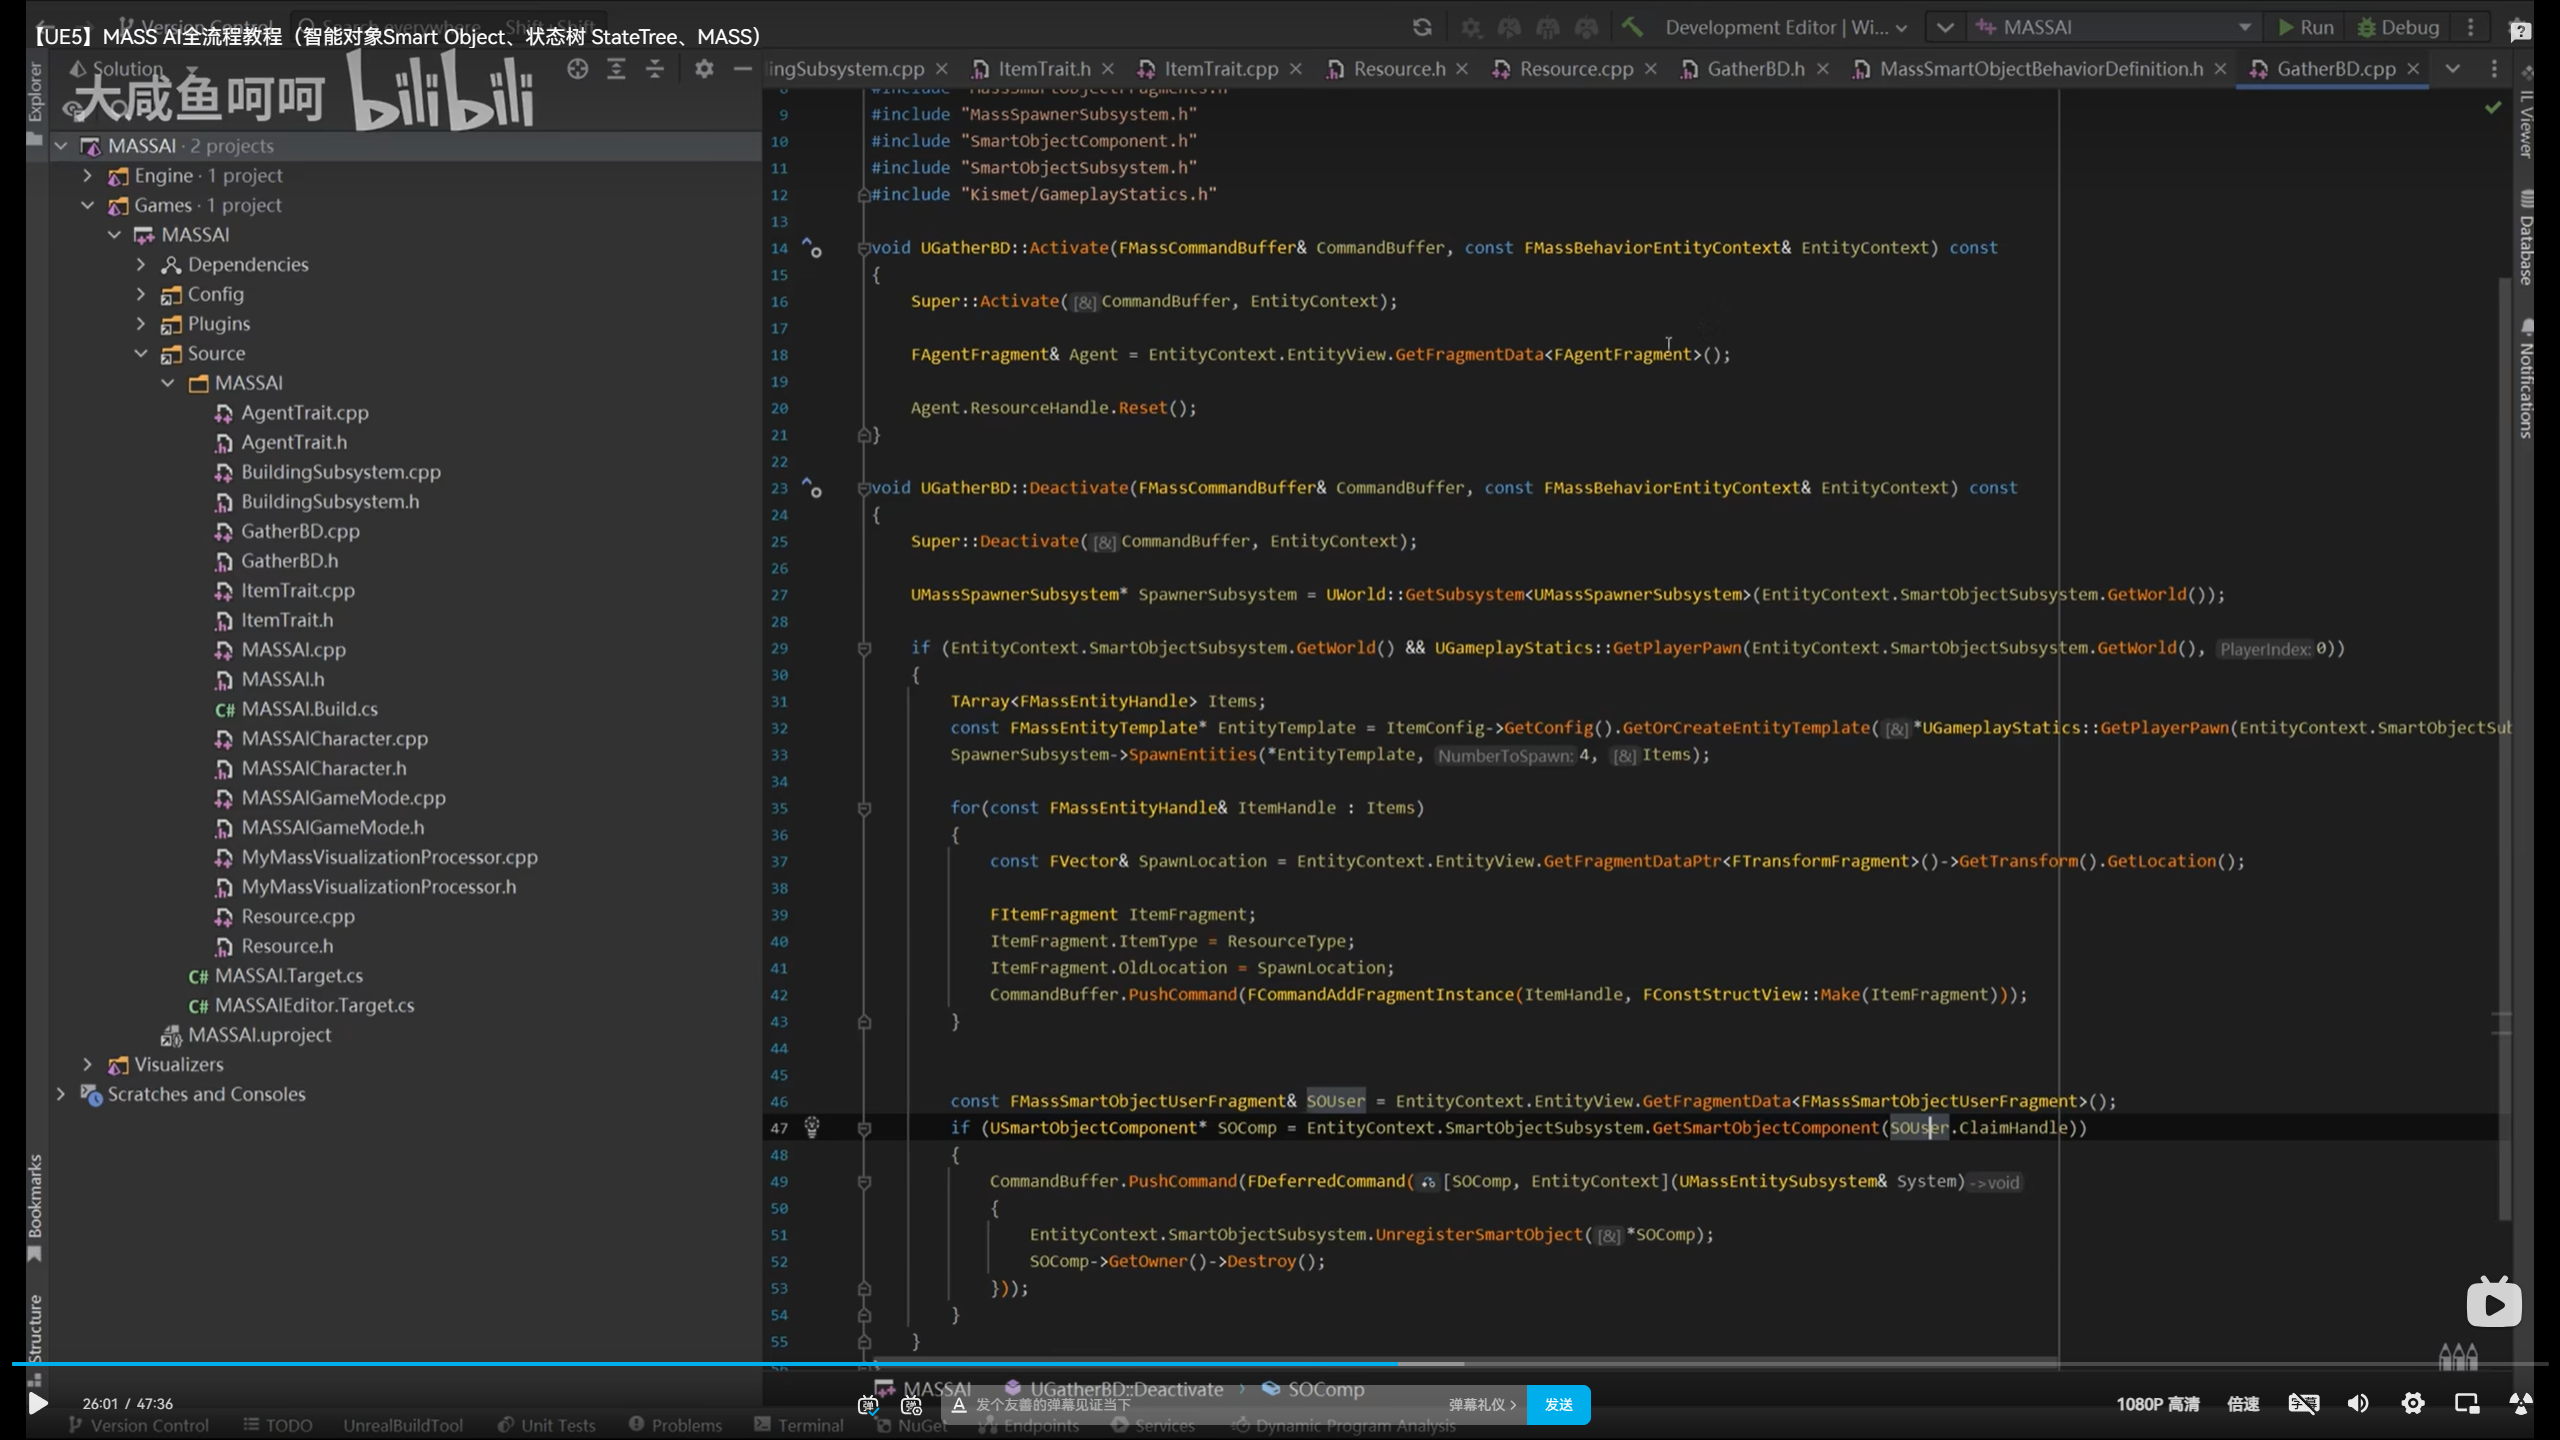 【UE5】MASS AI全流程教程（智能对象Smart Object、状态树 StateTree、MASS）
Version Control
Search everywhere Shift+Shift
Development Editor | Wi...
MASSAI
Run
Debug
Explorer
Solution
大咸鱼呵呵 bilibili
MASSAI · 2 projects
Engine · 1 project
Games · 1 project
MASSAI
Dependencies
Config
Plugins
Source
MASSAI
AgentTrait.cpp
AgentTrait.h
BuildingSubsystem.cpp
BuildingSubsystem.h
GatherBD.cpp
GatherBD.h
ItemTrait.cpp
ItemTrait.h
MASSAI.cpp
MASSAI.h
C# MASSAI.Build.cs
MASSAICharacter.cpp
MASSAICharacter.h
MASSAIGameMode.cpp
MASSAIGameMode.h
MyMassVisualizationProcessor.cpp
MyMassVisualizationProcessor.h
Resource.cpp
Resource.h
C# MASSAI.Target.cs
C# MASSAIEditor.Target.cs
MASSAI.uproject
Visualizers
Scratches and Consoles
Bookmarks
Structure
ingSubsystem.cpp
ItemTrait.h
ItemTrait.cpp
Resource.h
Resource.cpp
GatherBD.h
MassSmartObjectBehaviorDefinition.h
GatherBD.cpp
8 #include "MassSmartObjectFragments.h"
9 #include "MassSpawnerSubsystem.h"
10 #include "SmartObjectComponent.h"
11 #include "SmartObjectSubsystem.h"
12 #include "Kismet/GameplayStatics.h"
13
14 void UGatherBD::Activate(FMassCommandBuffer& CommandBuffer, const FMassBehaviorEntityContext& EntityContext) const
15 {
16 Super::Activate([&]CommandBuffer, EntityContext);
17
18 FAgentFragment& Agent = EntityContext.EntityView.GetFragmentData<FAgentFragment>();
19
20 Agent.ResourceHandle.Reset();
21 }
22
23 void UGatherBD::Deactivate(FMassCommandBuffer& CommandBuffer, const FMassBehaviorEntityContext& EntityContext) const
24 {
25 Super::Deactivate([&]CommandBuffer, EntityContext);
26
27 UMassSpawnerSubsystem* SpawnerSubsystem = UWorld::GetSubsystem<UMassSpawnerSubsystem>(EntityContext.SmartObjectSubsystem.GetWorld());
28
29 if (EntityContext.SmartObjectSubsystem.GetWorld() && UGameplayStatics::GetPlayerPawn(EntityContext.SmartObjectSubsystem.GetWorld(), PlayerIndex:0))
30 {
31 TArray<FMassEntityHandle> Items;
32 const FMassEntityTemplate* EntityTemplate = ItemConfig->GetConfig().GetOrCreateEntityTemplate([&]*UGameplayStatics::GetPlayerPawn(EntityContext.SmartObjectSub
33 SpawnerSubsystem->SpawnEntities(*EntityTemplate, NumberToSpawn:4, [&]Items);
34
35 for(const FMassEntityHandle& ItemHandle : Items)
36 {
37 const FVector& SpawnLocation = EntityContext.EntityView.GetFragmentDataPtr<FTransformFragment>()->GetTransform().GetLocation();
38
39 FItemFragment ItemFragment;
40 ItemFragment.ItemType = ResourceType;
41 ItemFragment.OldLocation = SpawnLocation;
42 CommandBuffer.PushCommand(FCommandAddFragmentInstance(ItemHandle, FConstStructView::Make(ItemFragment)));
43 }
44
45
46 const FMassSmartObjectUserFragment& SOUser = EntityContext.EntityView.GetFragmentData<FMassSmartObjectUserFragment>();
47 if (USmartObjectComponent* SOComp = EntityContext.SmartObjectSubsystem.GetSmartObjectComponent(SOUser.ClaimHandle))
48 {
49 CommandBuffer.PushCommand(FDeferredCommand([SOComp, EntityContext](UMassEntitySubsystem& System)->void
50 {
51 EntityContext.SmartObjectSubsystem.UnregisterSmartObject([&]*SOComp);
52 SOComp->GetOwner()->Destroy();
53 }));
54 }
55 }
IL Viewer
Database
Notifications
MASSAI UGatherBD::Deactivate › SOComp
26:01 / 47:36
发个友善的弹幕见证当下
弹幕礼仪 ›
发送
1080P 高清
倍速
Version Control
TODO
UnrealBuildTool
Unit Tests
Problems
Terminal
NuGet
Endpoints
Services
Dynamic Program Analysis